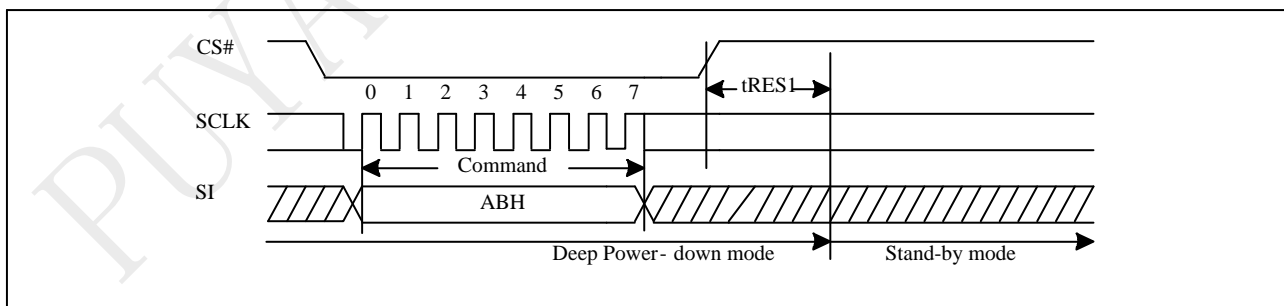 CS#
tRES1
0 1 2 3 4 5 6 7
SCLK
Command
SI
ABH
Deep Power- down mode
Stand-by mode
PUYA